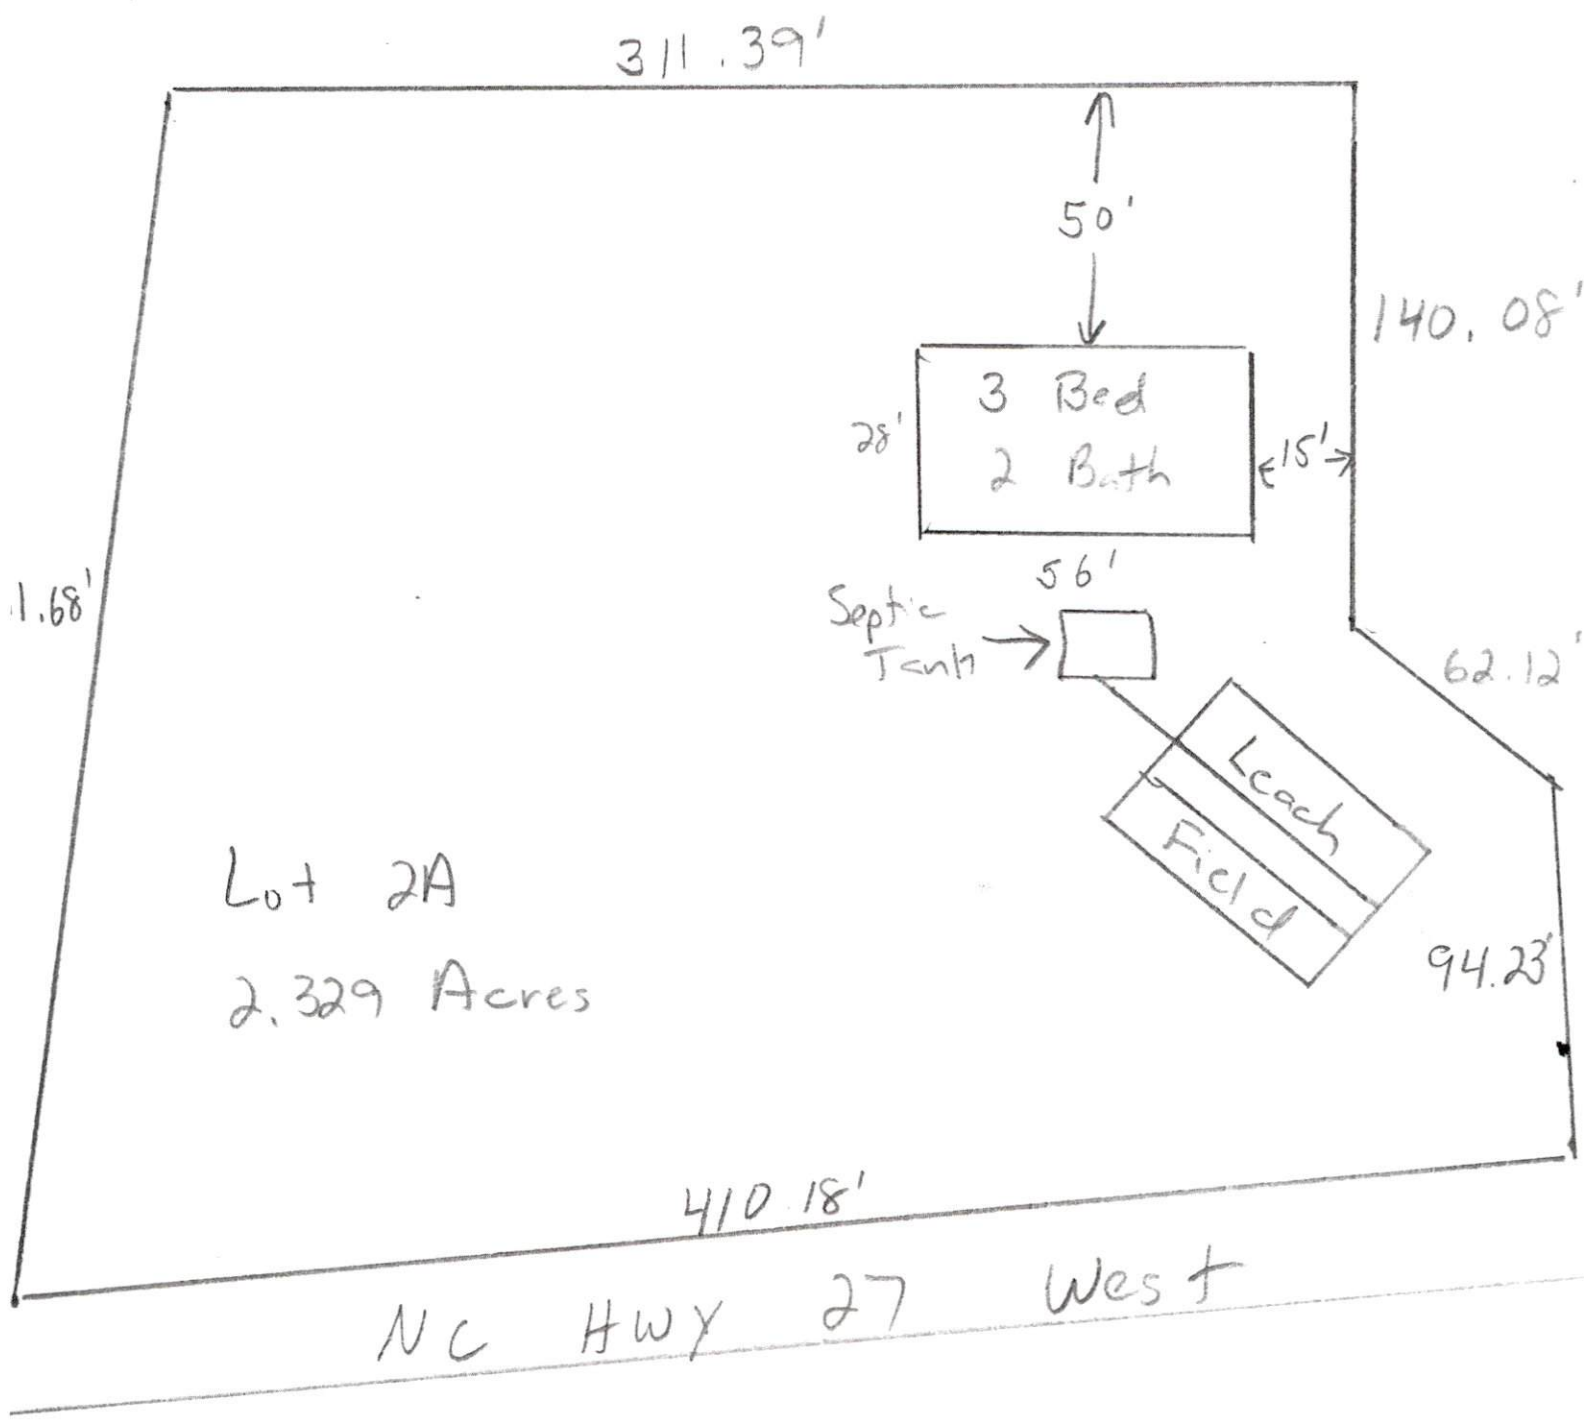 311.39'
50'
140.08'
3 Bed
2 Bath
28'
15'
56'
Septic
Tank
1.68'
62.12'
Leach
Field
Lot 2A
2.329 Acres
94.23'
410.18'
NC HWY 27 West